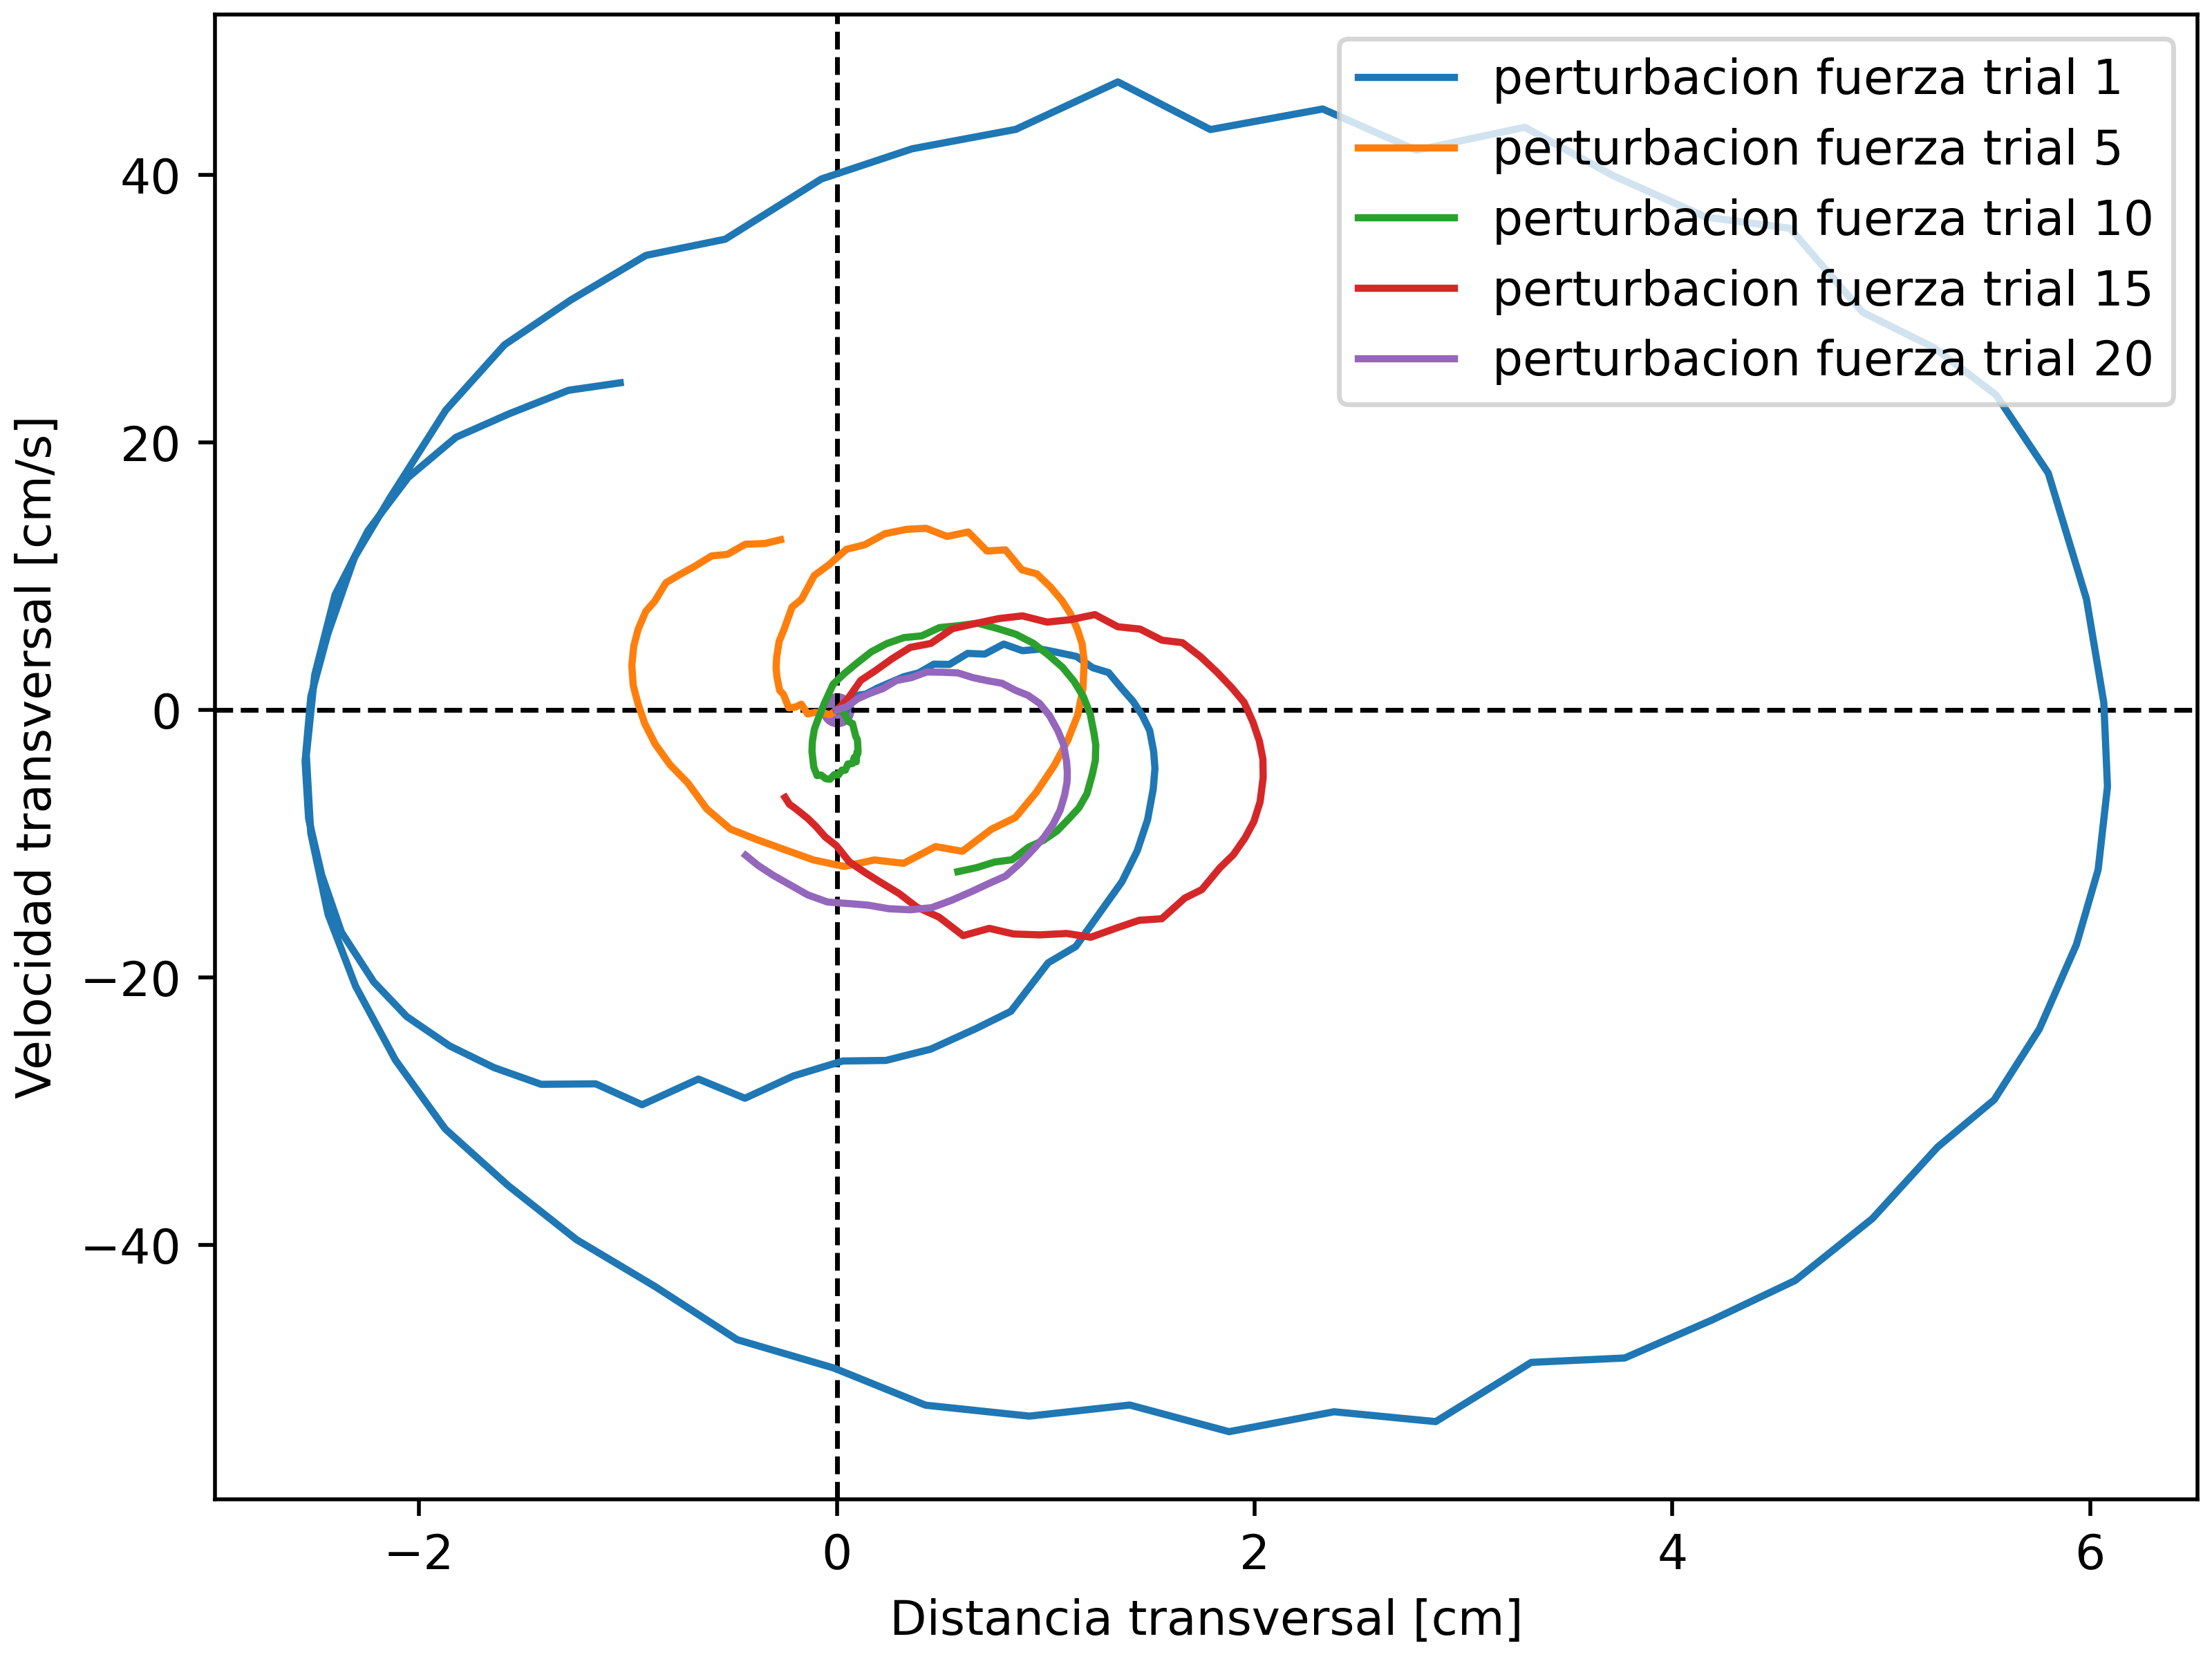 perturbacion fuerza trial 1
perturbacion fuerza trial 5
perturbacion fuerza trial 10
perturbacion fuerza trial 15
perturbacion fuerza trial 20
Velocidad transversal [cm/s]
40
20
0
−20
−40
−2 0 2 4 6
Distancia transversal [cm]